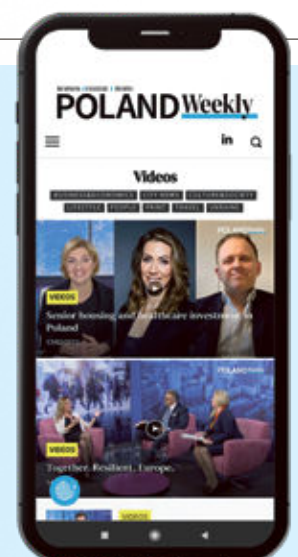 POLAND Weekly
in
Videos
BUSINESS&ECONOMICS CITY NEWS CULTURE&SOCIETY
LIFESTYLE PEOPLE PRINT TRAVEL UKRAINE
VIDEOS
Senior housing and healthcare investment in
Poland
VIDEOS
Together. Resilient. Europe.
VIDEOS